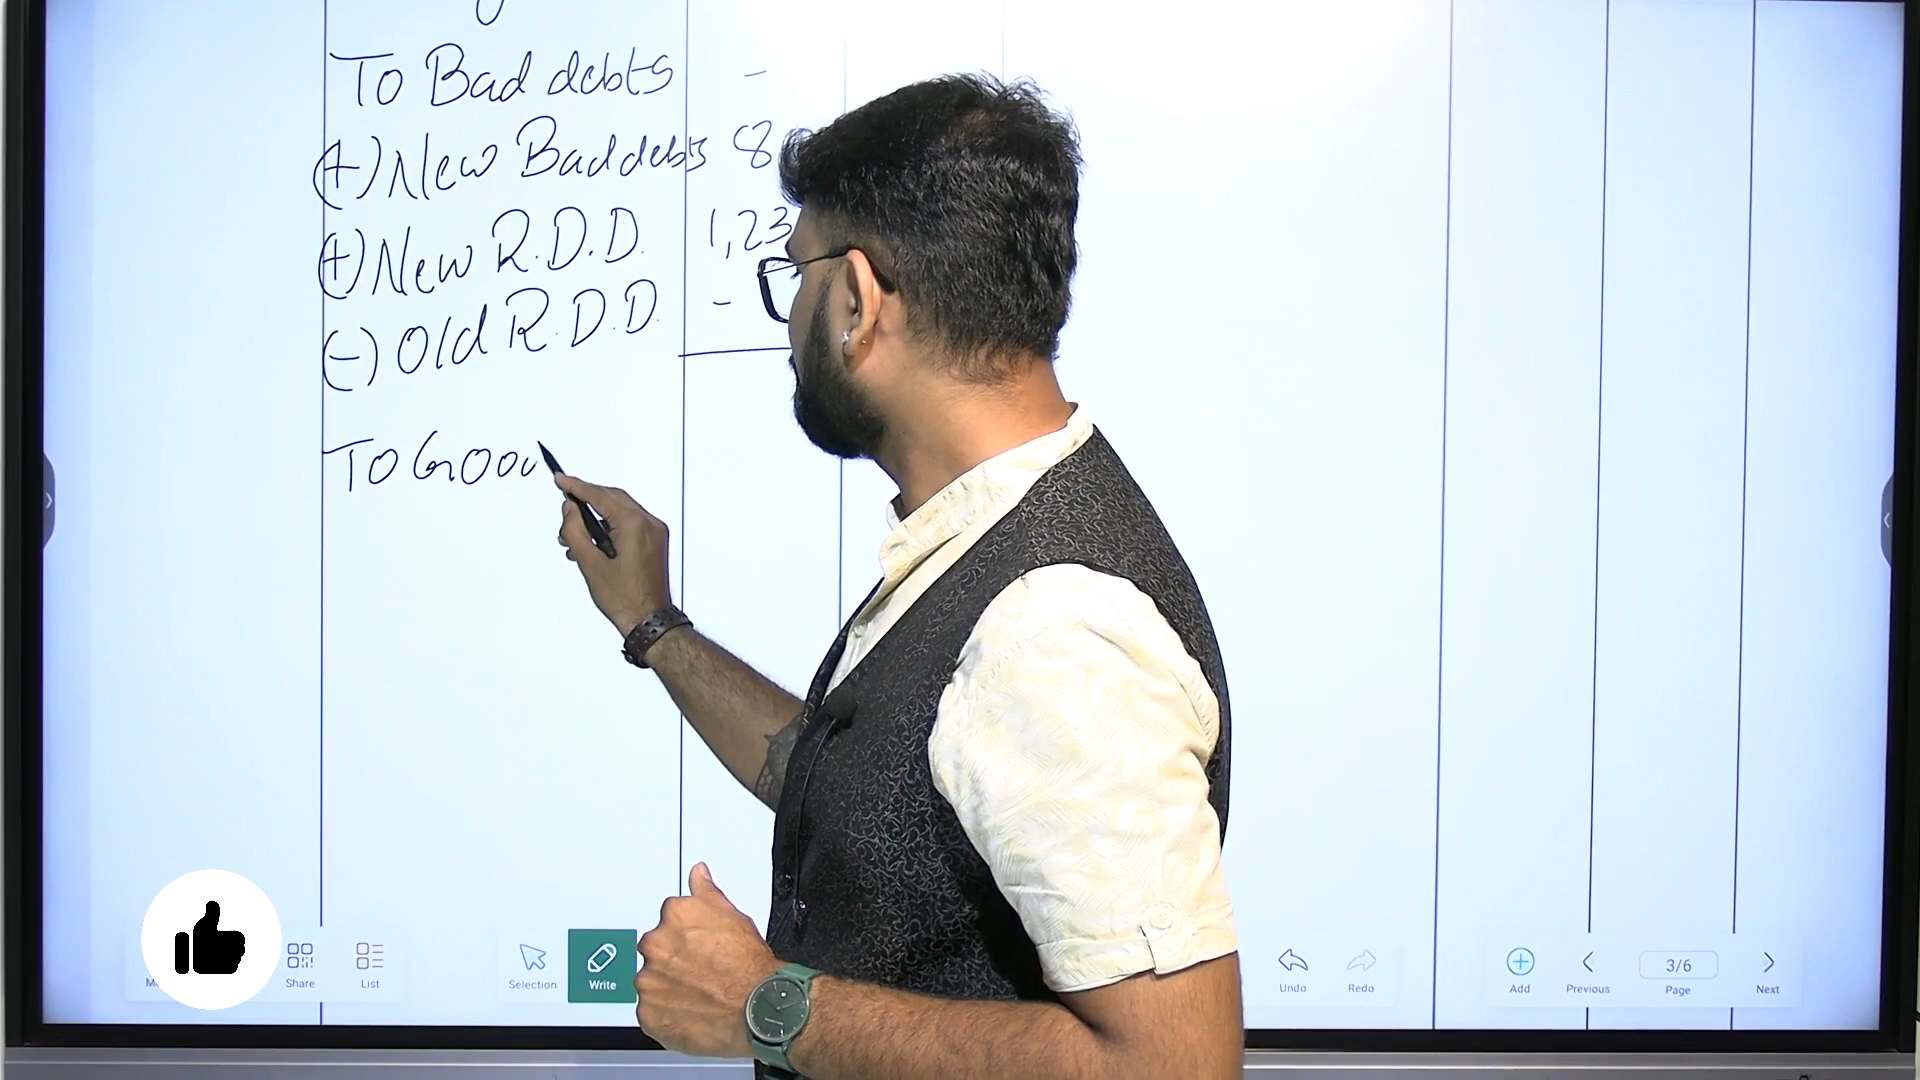 To Bad debts -
(+) New Bad debts 8
(+) New R.D.D. 1,23
(-) Old R.D.D. -
To Goo
Share
List
Selection
Write
Undo
Redo
Add
Previous
3/6
Page
Next